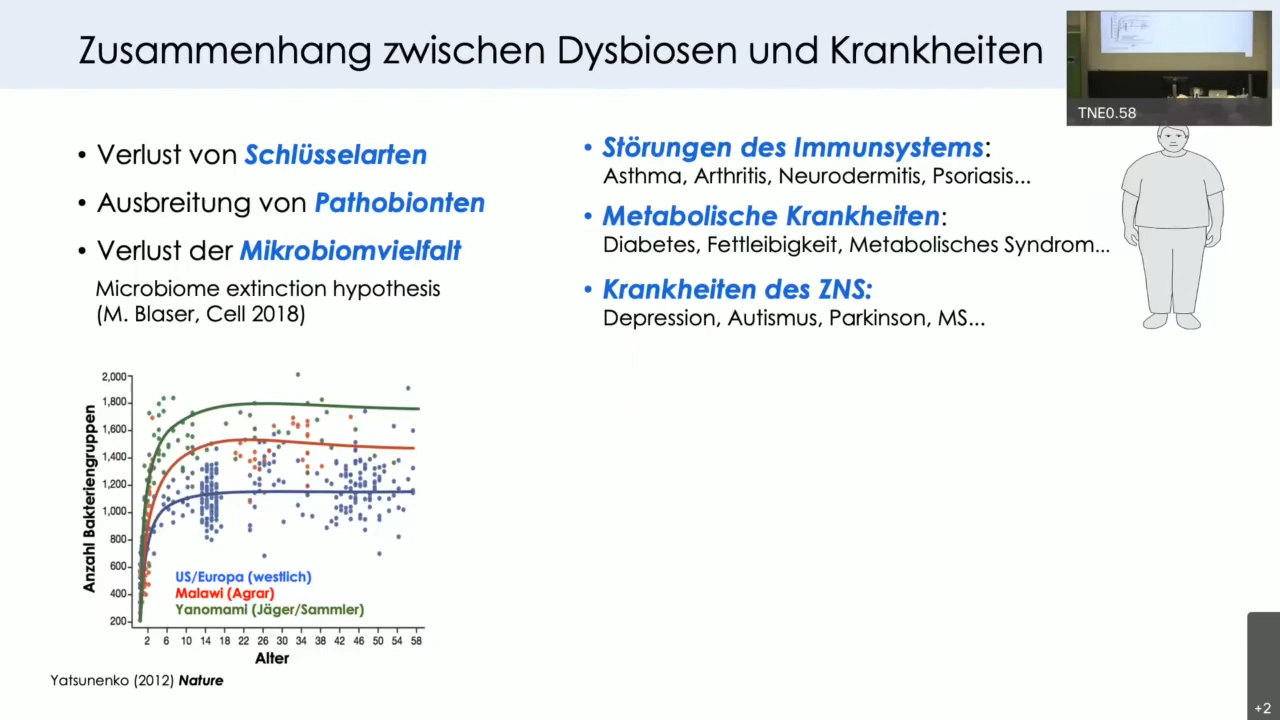 Zusammenhang zwischen Dysbiosen und Krankheiten
TNE0.58
• Verlust von Schlüsselarten
• Ausbreitung von Pathobionten
• Verlust der Mikrobiomvielfalt
Microbiome extinction hypothesis
(M. Blaser, Cell 2018)
• Störungen des Immunsystems:
Asthma, Arthritis, Neurodermitis, Psoriasis...
• Metabolische Krankheiten:
Diabetes, Fettleibigkeit, Metabolisches Syndrom...
• Krankheiten des ZNS:
Depression, Autismus, Parkinson, MS...
Anzahl Bakteriengruppen
2,000
1,800
1,600
1,400
1,200
1,000
800
600
400
200
US/Europa (westlich)
Malawi (Agrar)
Yanomami (Jäger/Sammler)
2 6 10 14 18 22 26 30 34 38 42 46 50 54 58
Alter
Yatsunenko (2012) Nature
+2